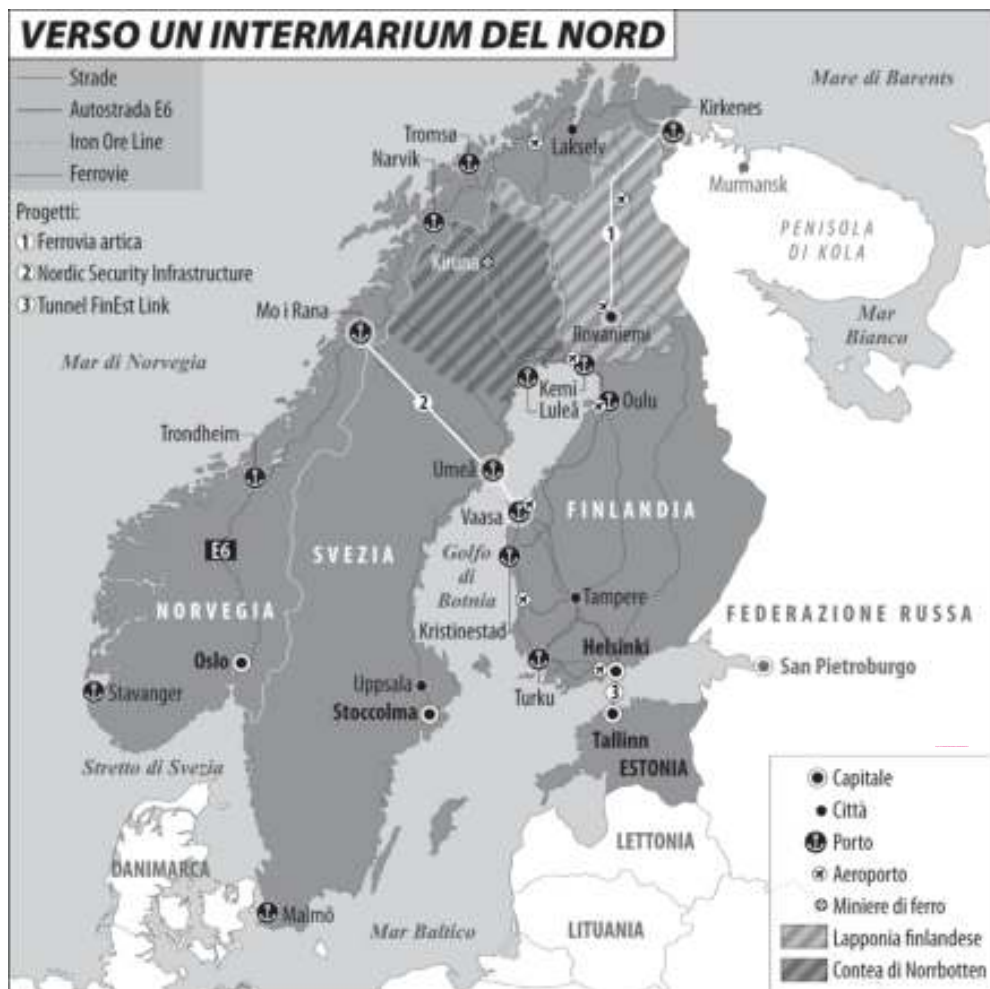 VERSO UN INTERMARIUM DEL NORD
Strade
Autostrada E6
Iron Ore Line
Ferrovie
Progetti:
1 Ferrovia artica
2 Nordic Security Infrastructure
3 Tunnel FinEst Link
Mare di Barents
Kirkenes
Tromsø
Lakselv
Narvik
Murmansk
PENISOLA
DI KOLA
1
Kiruna
Mo i Rana
Rovaniemi
Mar
Bianco
Mar di Norvegia
Kemi
Luleå
Oulu
2
Trondheim
Umeå
Vaasa
FINLANDIA
E6
SVEZIA
Golfo
di
Botnia
NORVEGIA
Tampere
Kristinestad
FEDERAZIONE RUSSA
Oslo
Helsinki
San Pietroburgo
Stavanger
Uppsala
Turku
3
Stoccolma
Tallinn
ESTONIA
Stretto di Svezia
LETTONIA
DANIMARCA
Malmö
Mar Baltico
LITUANIA
Capitale
Città
Porto
Aeroporto
Miniere di ferro
Lapponia finlandese
Contea di Norrbotten